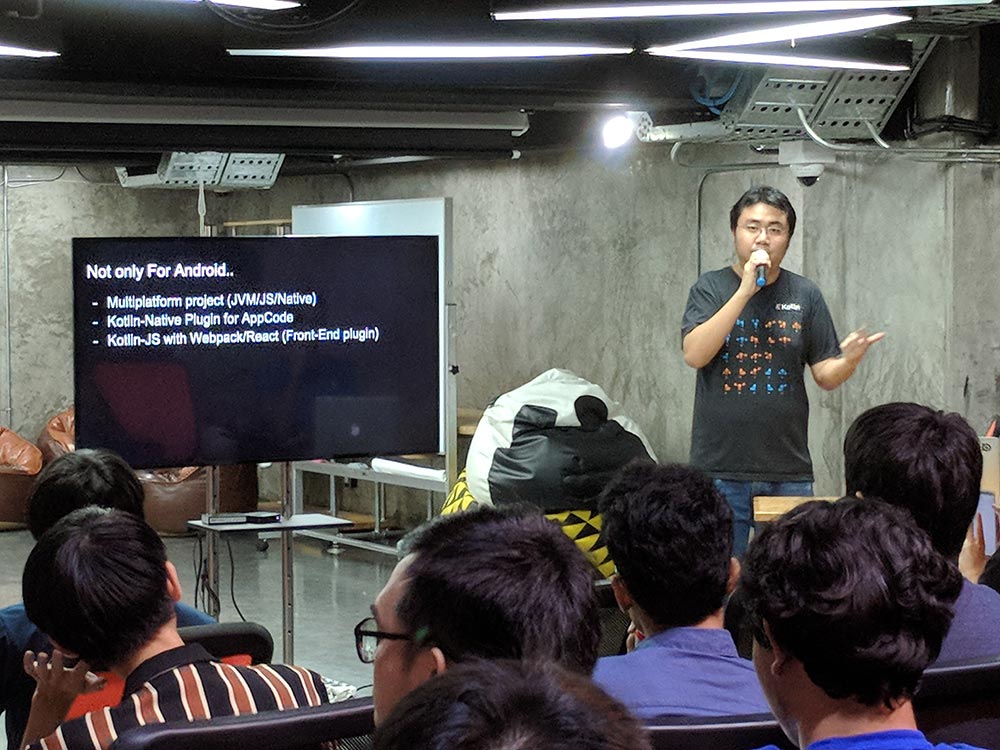 Not only For Android..
- Multiplatform project (JVM/JS/Native)
- Kotlin-Native Plugin for AppCode
- Kotlin-JS with Webpack/React (Front-End plugin)
Kotlin